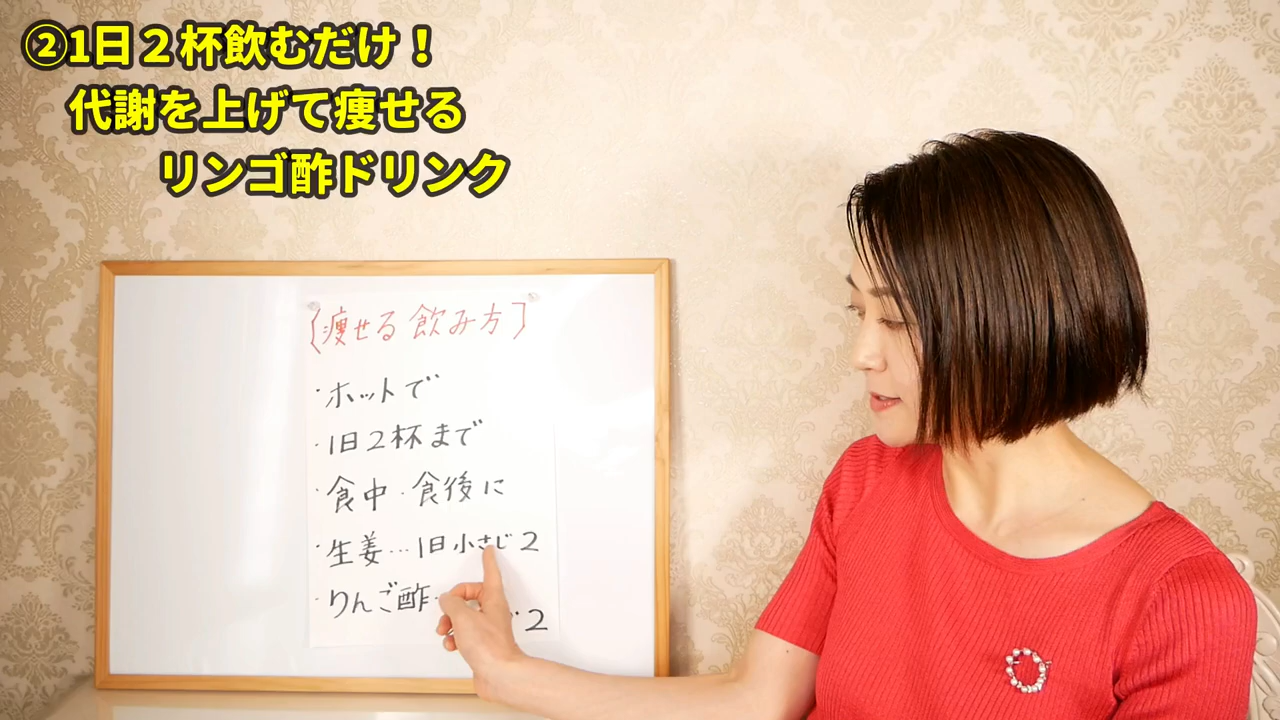 ②1日２杯飲むだけ！
代謝を上げて痩せる
リンゴ酢ドリンク
[痩せる飲み方]
・ホットで
・1日2杯まで
・食中・食後に
・生姜…1日小さじ2
・りんご酢 2